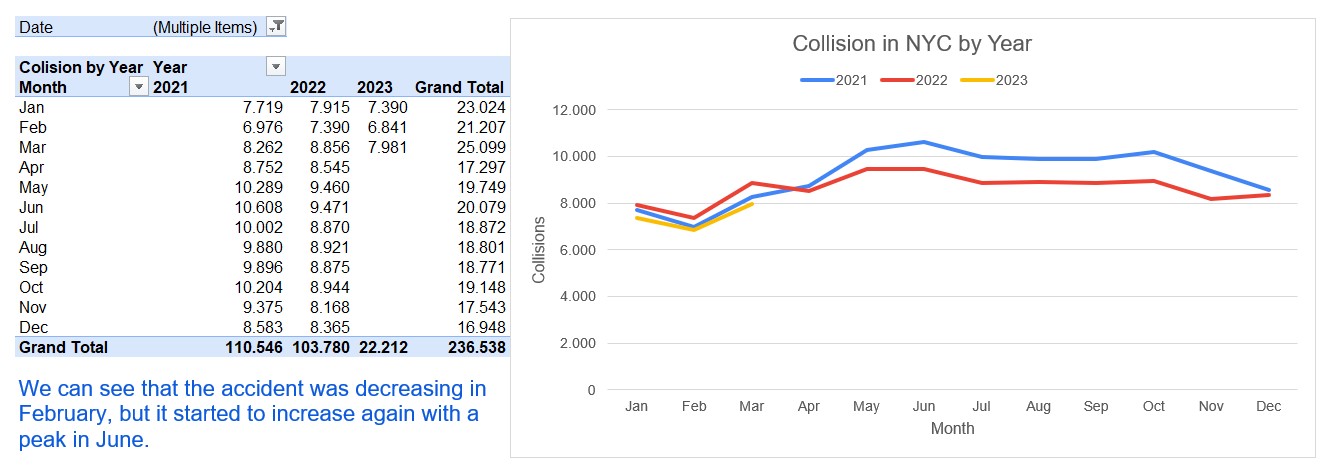 Date (Multiple Items)
Colision by Year Year
Month 2021 2022 2023 Grand Total
Jan 7.719 7.915 7.390 23.024
Feb 6.976 7.390 6.841 21.207
Mar 8.262 8.856 7.981 25.099
Apr 8.752 8.545 17.297
May 10.289 9.460 19.749
Jun 10.608 9.471 20.079
Jul 10.002 8.870 18.872
Aug 9.880 8.921 18.801
Sep 9.896 8.875 18.771
Oct 10.204 8.944 19.148
Nov 9.375 8.168 17.543
Dec 8.583 8.365 16.948
Grand Total 110.546 103.780 22.212 236.538
We can see that the accident was decreasing in
February, but it started to increase again with a
peak in June.
Collision in NYC by Year
2021 2022 2023
Collisions
12.000
10.000
8.000
6.000
4.000
2.000
0
Jan Feb Mar Apr May Jun Jul Aug Sep Oct Nov Dec
Month